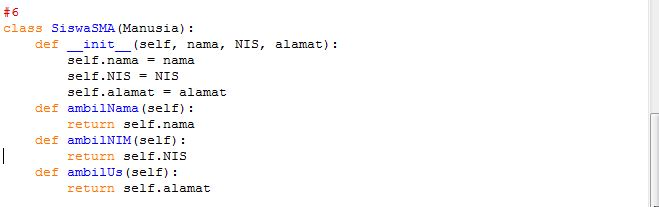 #6
class SiswaSMA(Manusia):
    def __init__(self, nama, NIS, alamat):
        self.nama = nama
        self.NIS = NIS
        self.alamat = alamat
    def ambilNama(self):
        return self.nama
    def ambilNIM(self):
        return self.NIS
    def ambilUs(self):
        return self.alamat